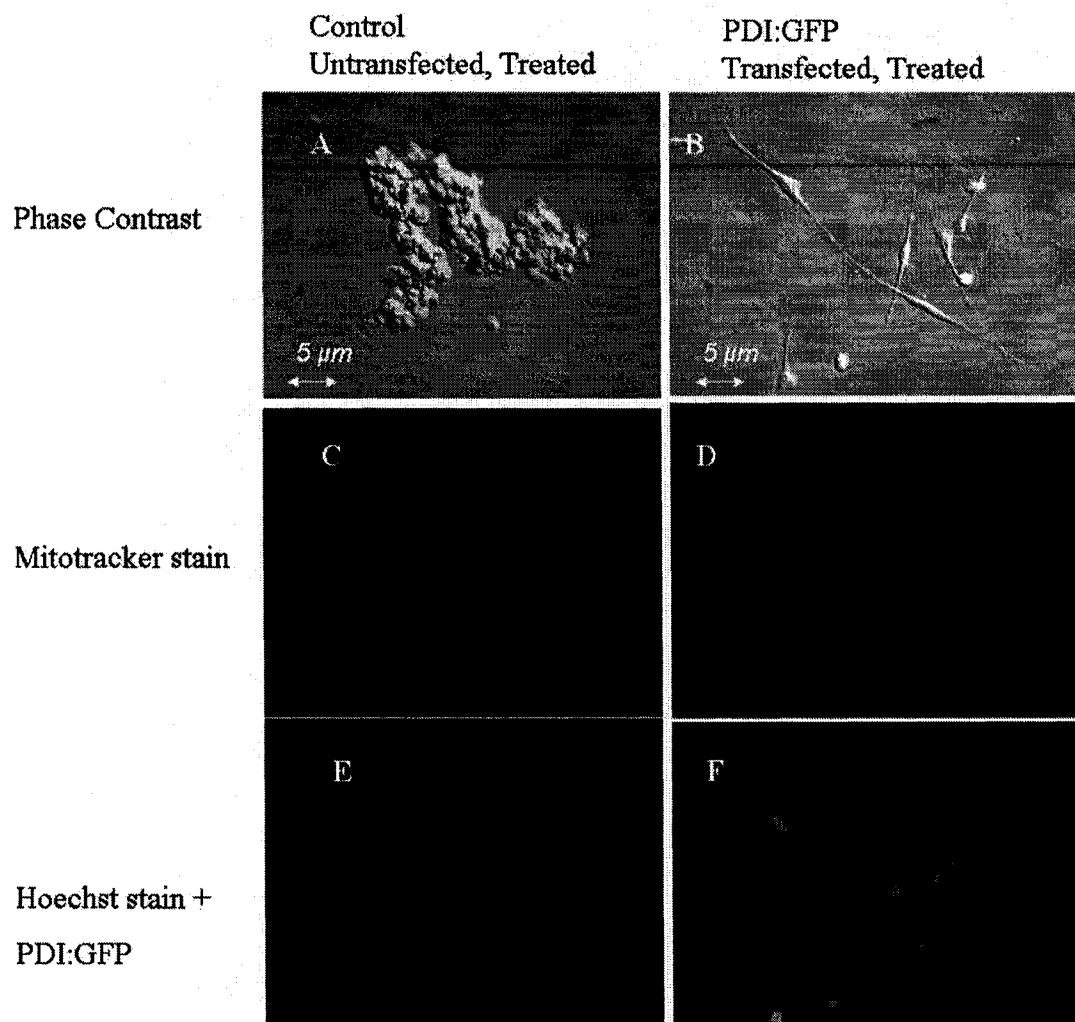 Control
Untransfected, Treated
PDI:GFP
Transfected, Treated
Phase Contrast
A
5 µm
B
5 µm
Mitotracker stain
C
D
Hoechst stain +
PDI:GFP
E
F